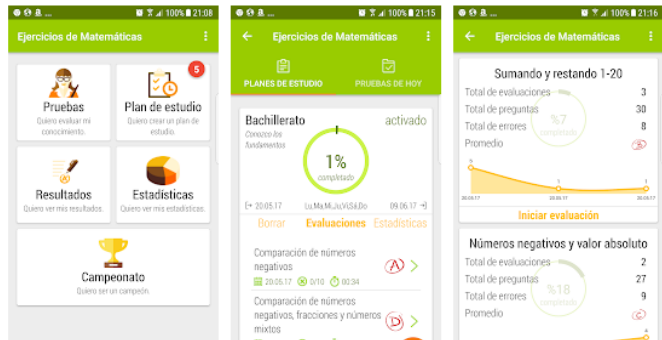 100% 21:08
Ejercicios de Matemáticas
5
Pruebas
Quiero evaluar mi
conocimiento.
Plan de estudio
Quiero crear un plan de
estudio.
Resultados
Quiero ver mis resultados.
Estadísticas
Quiero ver mis estadísticas.
Campeonato
Quiero ser un campeón.
100% 21:15
Ejercicios de Matemáticas
PLANES DE ESTUDIO
PRUEBAS DE HOY
Bachillerato
activado
Conozco los
fundamentos
1%
completado
20.05.17
Lu,Ma,Mi,Ju,Vi,Sá,Do
09.06.17
Borrar
Evaluaciones
Estadísticas
Comparación de números
negativos
A
20.05.17
0/10
00:34
Comparación de números
negativos, fracciones y números
mixtos
D
100% 21:16
Ejercicios de Matemáticas
Sumando y restando 1-20
Total de evaluaciones 3
Total de preguntas 30
Total de errores 8
Promedio B
%7
completado
1
1
20.05.17
20.05.17
20.05.17
Iniciar evaluación
Números negativos y valor absoluto
Total de evaluaciones 2
Total de preguntas 27
Total de errores 9
Promedio C
%18
completado